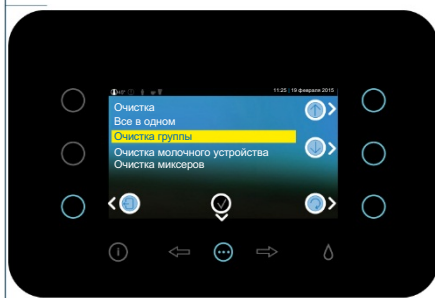 11:25 | 19 февраля 2015
Очистка
Все в одном
Очистка группы
Очистка молочного устройства
Очистка миксеров